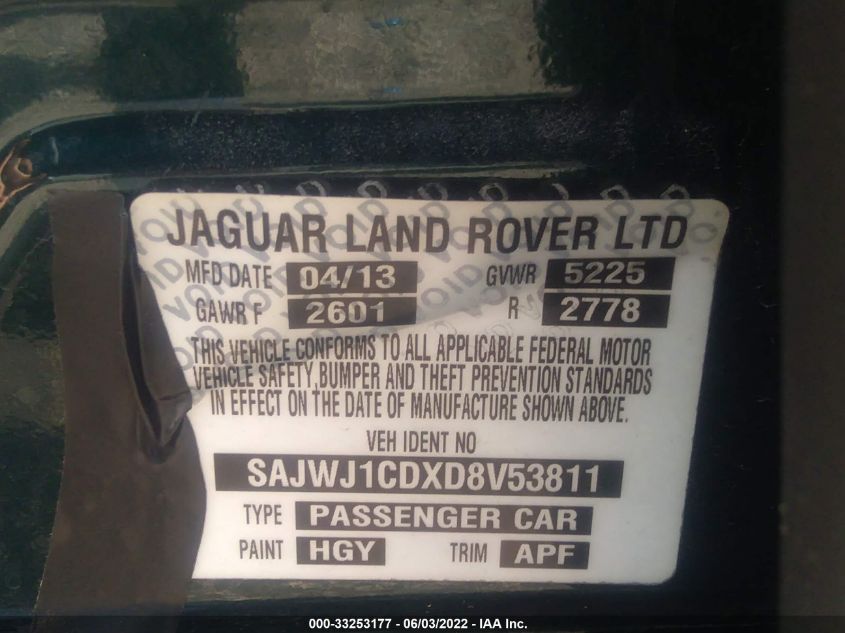 JAGUAR LAND ROVER LTD
MFD DATE 04/13 GVWR 5225
GAWR F 2601 R 2778
THIS VEHICLE CONFORMS TO ALL APPLICABLE FEDERAL MOTOR
VEHICLE SAFETY, BUMPER AND THEFT PREVENTION STANDARDS
IN EFFECT ON THE DATE OF MANUFACTURE SHOWN ABOVE.
VEH IDENT NO
SAJWJ1CDXD8V53811
TYPE PASSENGER CAR
PAINT HGY TRIM APF
000-33253177 - 06/03/2022 - IAA Inc.